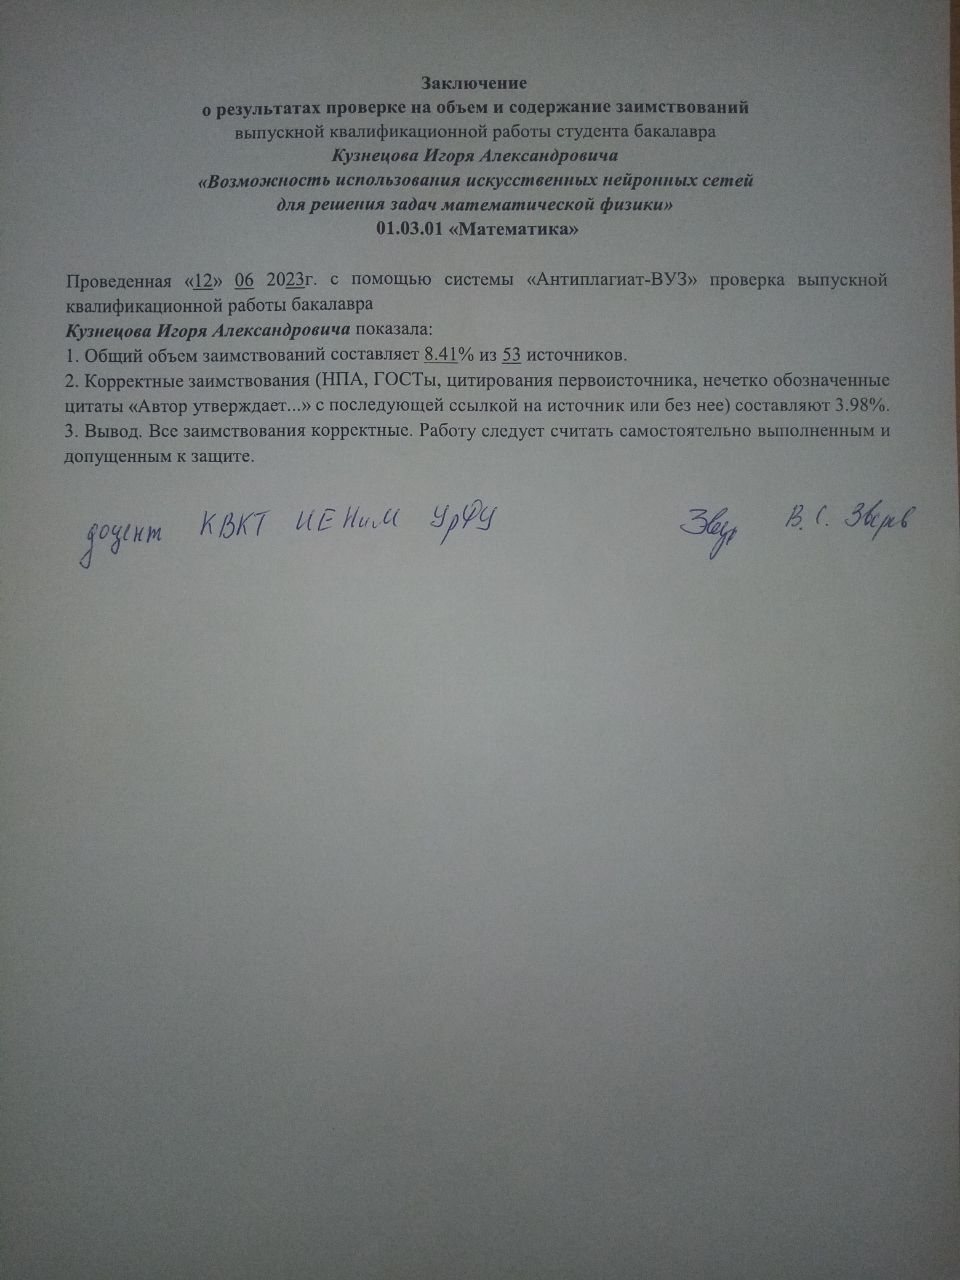 Заключение
о результатах проверке на объем и содержание заимствований
выпускной квалификационной работы студента бакалавра
Кузнецова Игоря Александровича
«Возможность использования искусственных нейронных сетей
для решения задач математической физики»
01.03.01 «Математика»
Проведенная «12» 06 2023г. с помощью системы «Антиплагиат-ВУЗ» проверка выпускной
квалификационной работы бакалавра
Кузнецова Игоря Александровича показала:
1. Общий объем заимствований составляет 8.41% из 53 источников.
2. Корректные заимствования (НПА, ГОСТы, цитирования первоисточника, нечетко обозначенные
цитаты «Автор утверждает...» с последующей ссылкой на источник или без нее) составляют 3.98%.
3. Вывод. Все заимствования корректные. Работу следует считать самостоятельно выполненным и
допущенным к защите.
доцент КВКТ ИЕНиМ УрФУ В. С. Зверев